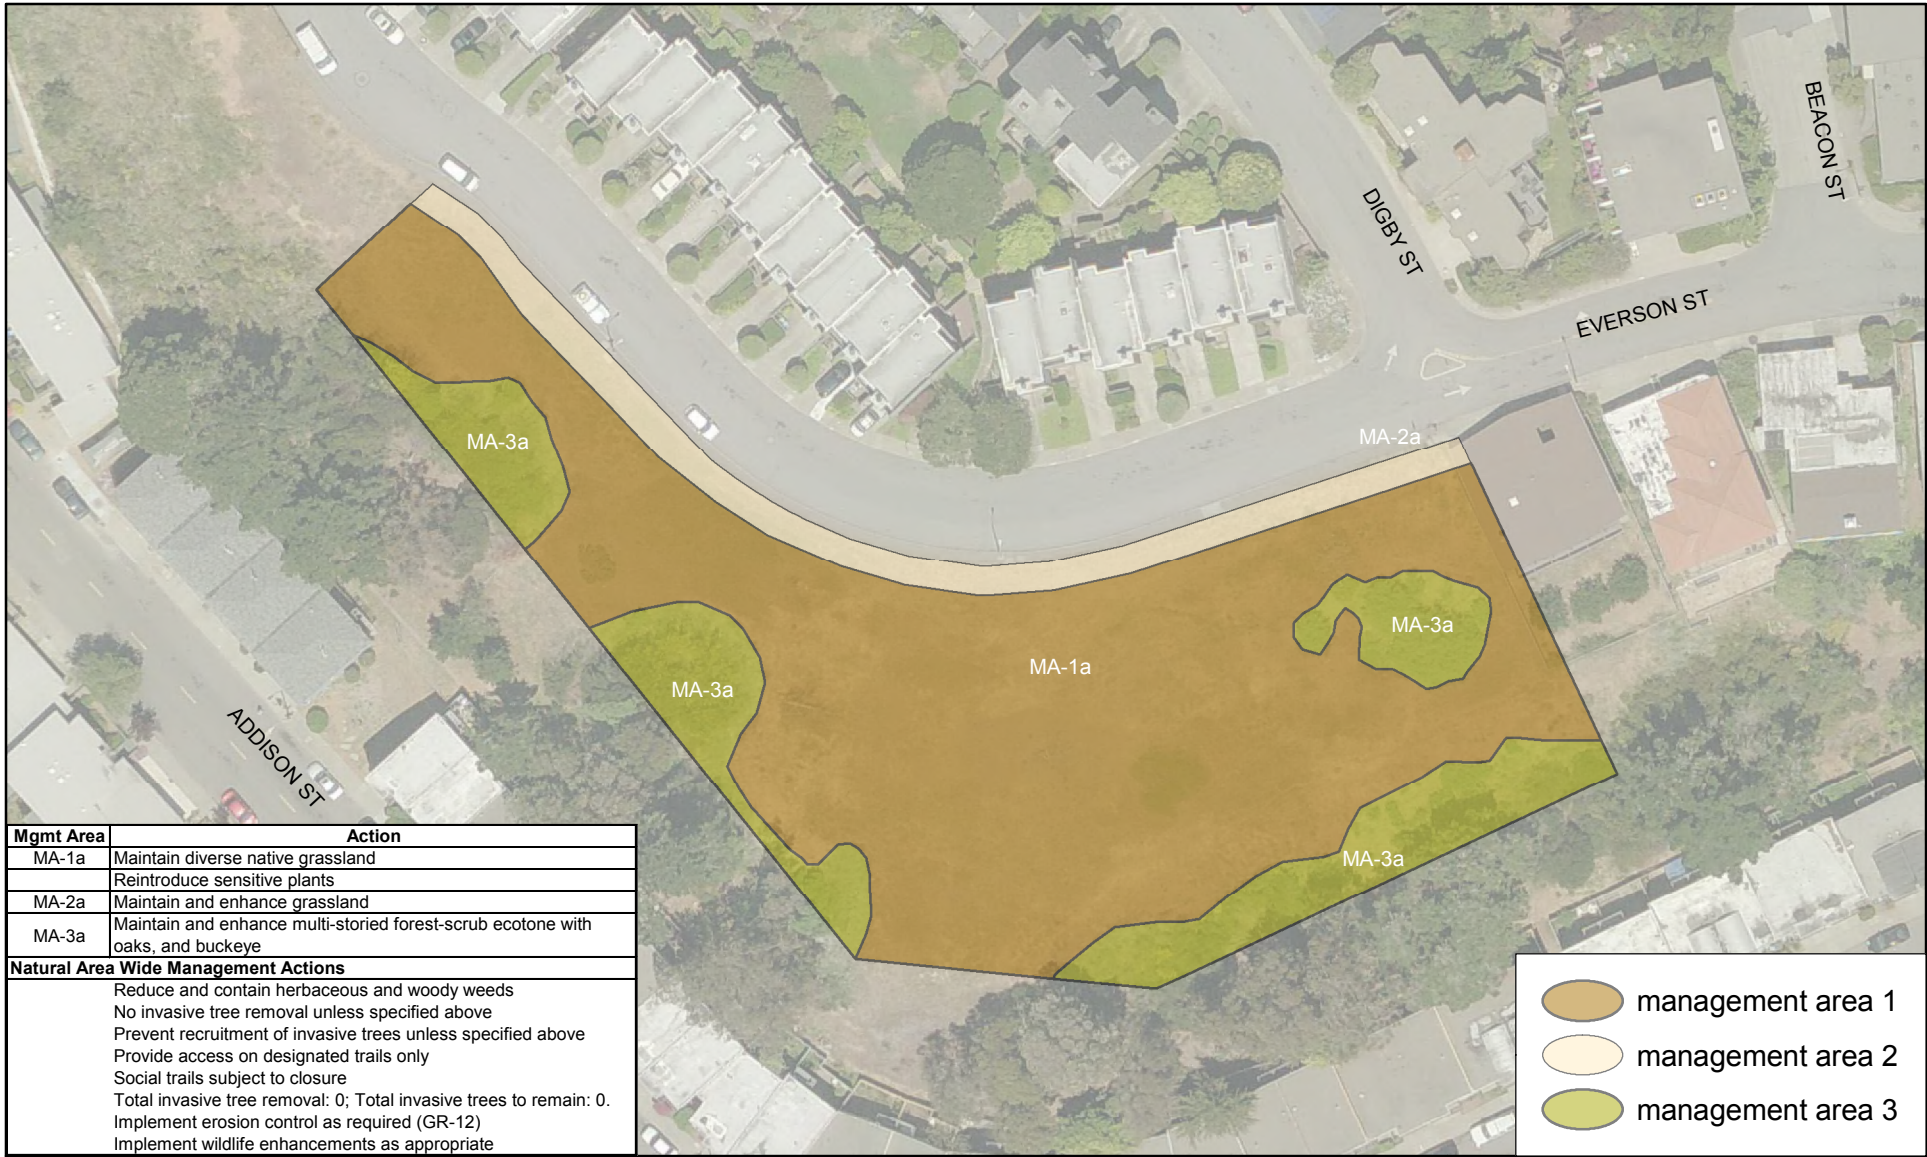 BEACON ST
DIGBY ST
EVERSON ST
MA-2a
MA-3a
MA-3a
MA-1a
MA-3a
ADDISON ST
MA-3a
Mgmt Area Action
MA-1a Maintain diverse native grassland
Reintroduce sensitive plants
MA-2a Maintain and enhance grassland
MA-3a Maintain and enhance multi-storied forest-scrub ecotone with
oaks, and buckeye
Natural Area Wide Management Actions
Reduce and contain herbaceous and woody weeds
No invasive tree removal unless specified above
Prevent recruitment of invasive trees unless specified above
Provide access on designated trails only
Social trails subject to closure
Total invasive tree removal: 0; Total invasive trees to remain: 0.
Implement erosion control as required (GR-12)
Implement wildlife enhancements as appropriate
management area 1
management area 2
management area 3